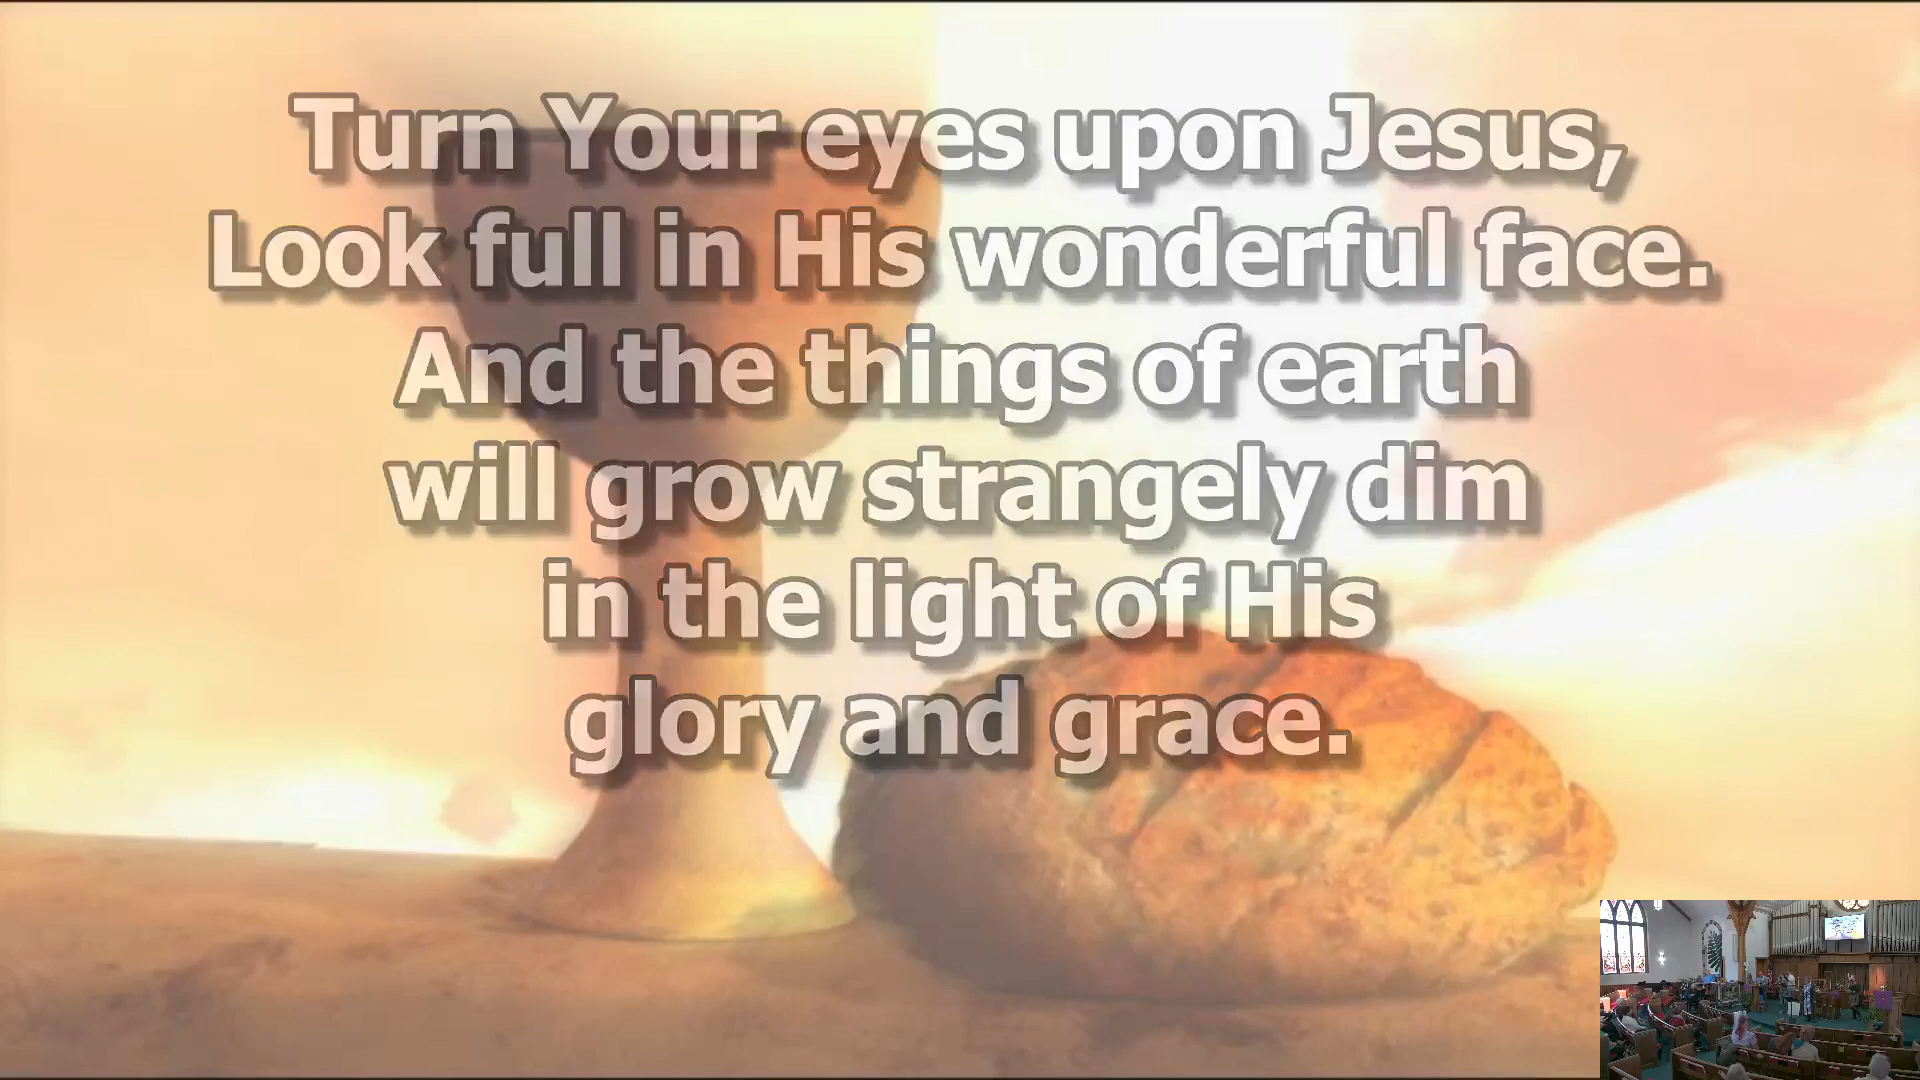 Turn Your eyes upon Jesus,
Look full in His wonderful face.
And the things of earth
will grow strangely dim
in the light of His
glory and grace.